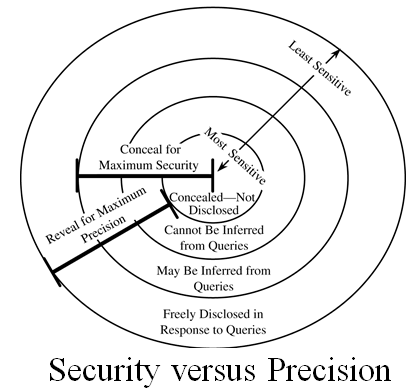 Least Sensitive
Most Sensitive
Conceal for
Maximum Security
Reveal for Maximum
Precision
Concealed—Not
Disclosed
Cannot Be Inferred
from Queries
May Be Inferred from
Queries
Freely Disclosed in
Response to Queries
Security versus Precision